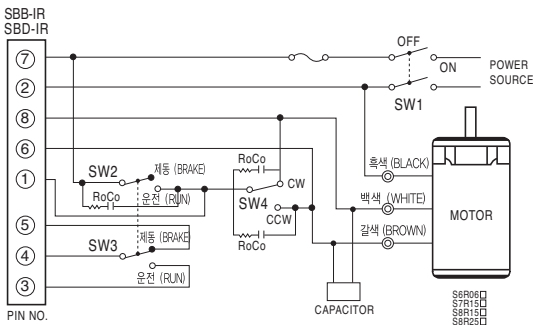 SBB-IR
SBD-IR
OFF
⑦
ON
POWER
SOURCE
②
SW1
⑧
⑥
RoCo
흑색 (BLACK)
SW2
제동 (BRAKE)
①
CW
RoCo
운전 (RUN)
SW4
백색 (WHITE)
MOTOR
CCW
⑤
제동 (BRAKE)
갈색 (BROWN)
SW3
RoCo
④
운전 (RUN)
③
CAPACITOR
PIN NO.
S6R06□
S7R15□
S8R15□
S8R25□